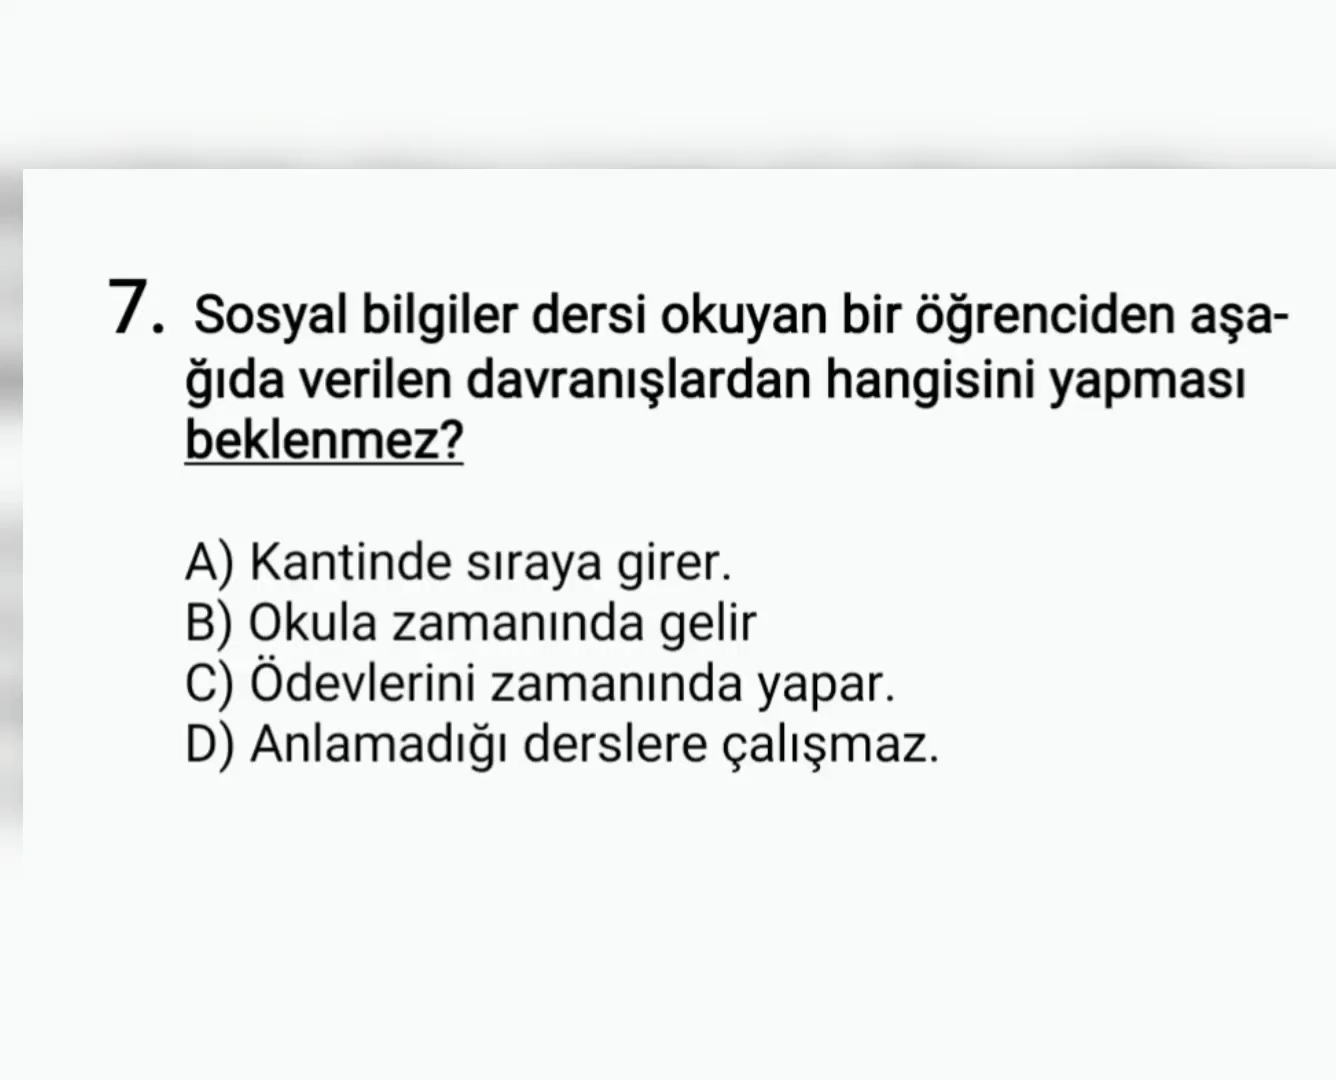 7. Sosyal bilgiler dersi okuyan bir öğrenciden aşa-
ğıda verilen davranışlardan hangisini yapması
beklenmez?
A) Kantinde sıraya girer.
B) Okula zamanında gelir
C) Ödevlerini zamanında yapar.
D) Anlamadığı derslere çalışmaz.